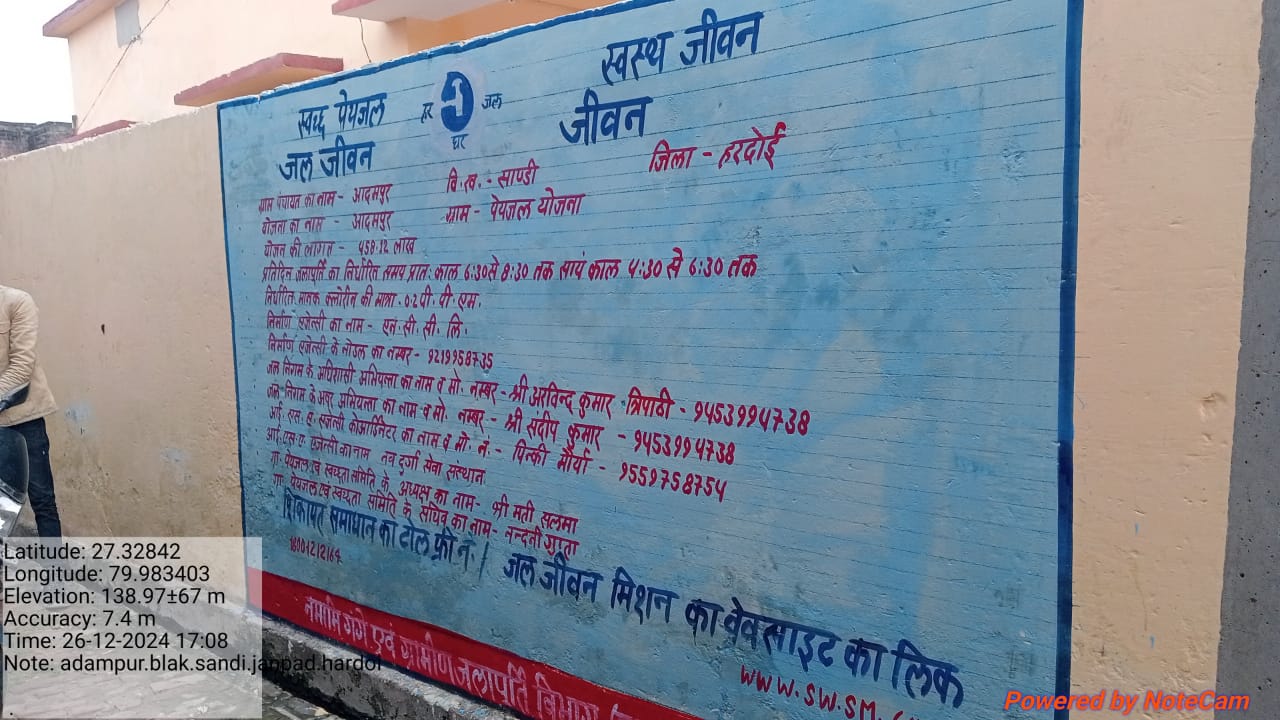 स्वच्छ पेयजल
हर जल
घर
स्वस्थ जीवन
जल जीवन
जीवन
ग्राम पंचायत का नाम - आदमपुर वि.ख. - साण्डी जिला - हरदोई
योजना का नाम - आदमपुर ग्राम - पेयजल योजना
योजन की लागत - 458.12 लाख
प्रतिदिन जलापूर्ति का निर्धारित समय प्रातः काल 6:30 से 8:30 तक सायं काल 4:30 से 6:30 तक
निर्धारित मानक क्लोरीन की मात्रा - 0.2 पी. पी. एम.
निर्माण एजेन्सी का नाम - एन. सी. सी. लि.
निर्माण एजेन्सी के नोडल का नम्बर - 9219958735
जल निगम के अधिशासी अभियन्ता का नाम व मो. नम्बर - श्री अरविन्द कुमार त्रिपाठी - 9453994738
जल-निगम के अवर अभियन्ता का नाम व मो. नम्बर - श्री संदीप कुमार - 9453994738
आई. एस. ए. एजेन्सी कोआर्डिनेटर का नाम व मो. नं. - पिन्की मौर्या - 9559758754
आई.एस.ए. एजेन्सी का नाम नव दुर्गा सेवा संस्थान
ग्रा. पेयजल एवं स्वच्छता समिति के अध्यक्ष का नाम - श्री मती सलमा
ग्रा. पेयजल एवं स्वच्छता समिति के सचिव का नाम - नन्दनी गुप्ता
शिकायत समाधान का टोल फ्री नं. / जल जीवन मिशन का वेवसाइट का लिंक
18001212164
WWW.SWSM.
नमामि गंगे एवं ग्रामीण जलापूर्ति विभाग
Latitude: 27.32842
Longitude: 79.983403
Elevation: 138.97±67 m
Accuracy: 7.4 m
Time: 26-12-2024 17:08
Note: adampur.blak.sandi.janpad.hardoi
Powered by NoteCam